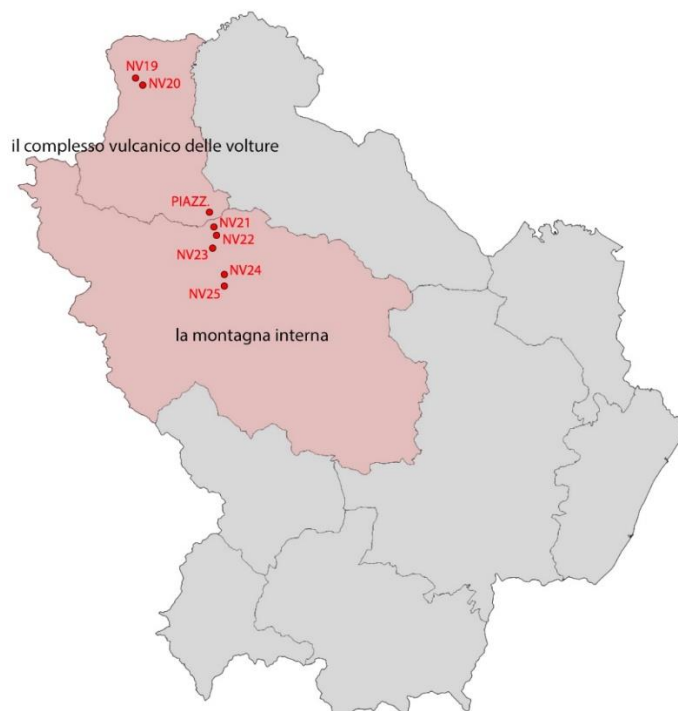 NV19
NV20
il complesso vulcanico delle volture
PIAZZ.
NV21
NV22
NV23
NV24
NV25
la montagna interna